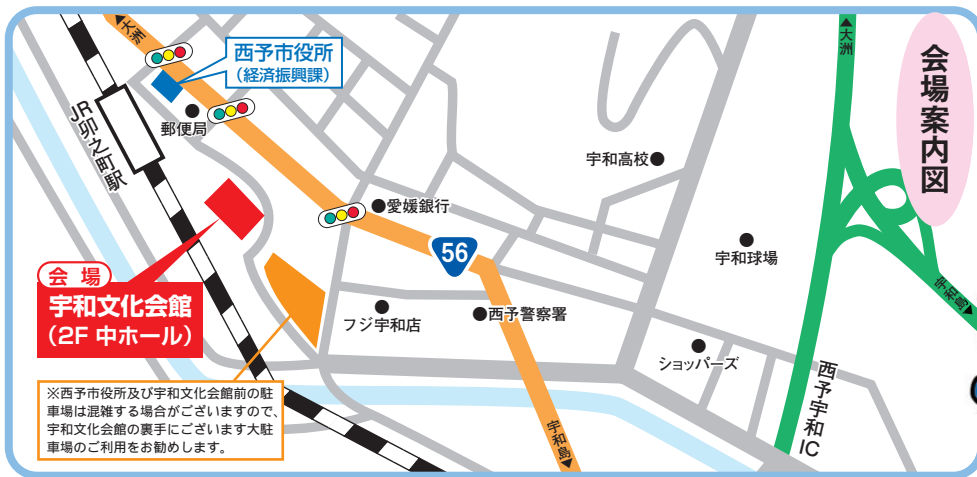 会場案内図
▲大洲
西予市役所
（経済振興課）
▲大洲
郵便局
JR卯之町駅
宇和高校
愛媛銀行
56
宇和球場
会場
宇和文化会館
（2F 中ホール）
フジ宇和店
西予警察署
ショッパーズ
宇和島▼
西予宇和IC
宇和島▼
※西予市役所及び宇和文化会館前の駐
車場は混雑する場合がございますので、
宇和文化会館の裏手にございます大駐
車場のご利用をお勧めします。